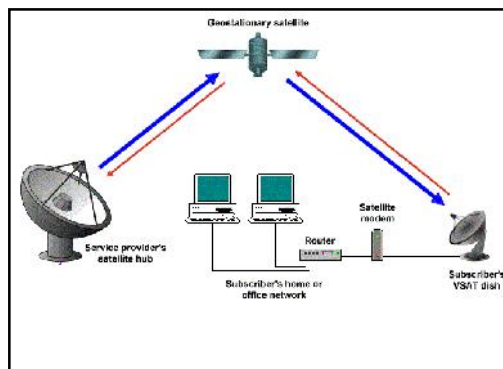 Geostationary satellite
Service provider's
satellite hub
Subscriber's home or
office network
Router
Satellite
modem
Subscriber's
VSAT dish